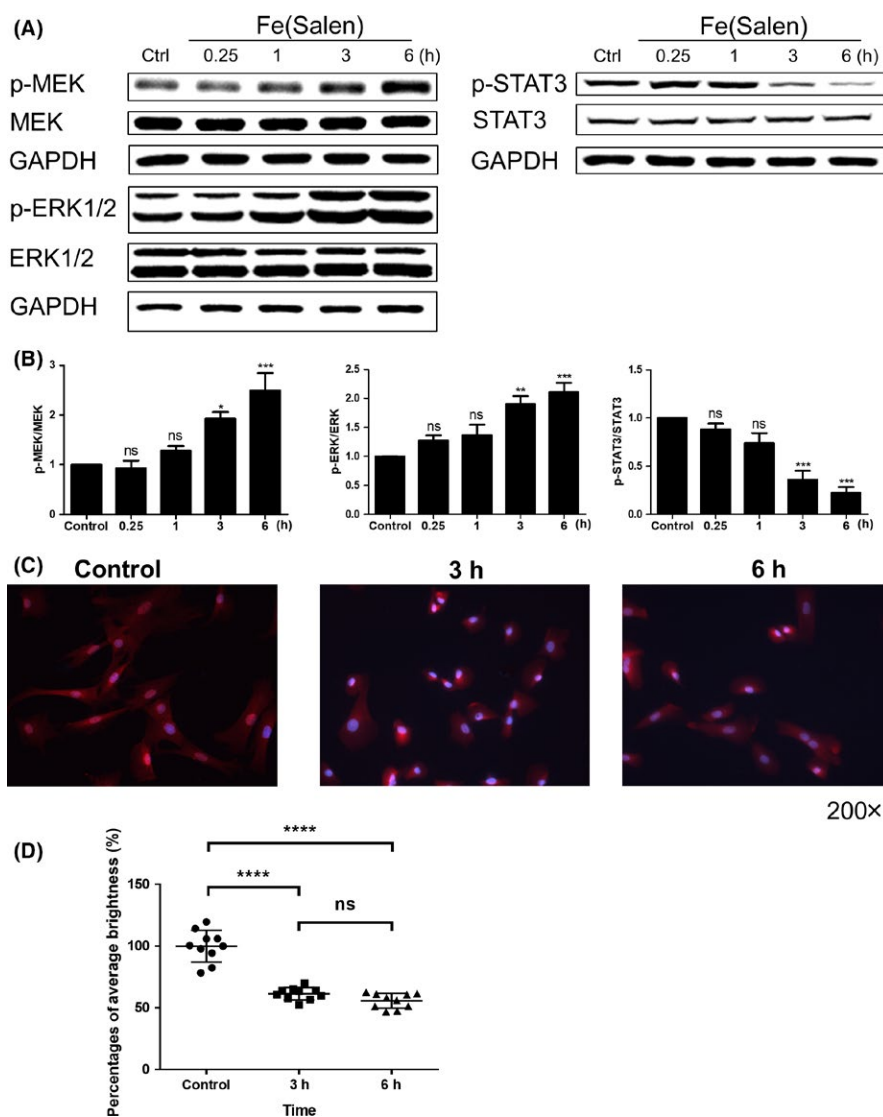 (A)
Fe(Salen)
Ctrl 0.25 1 3 6 (h)
p-MEK
MEK
GAPDH
p-ERK1/2
ERK1/2
GAPDH
Fe(Salen)
Ctrl 0.25 1 3 6 (h)
p-STAT3
STAT3
GAPDH
(B)
p-MEK/MEK
3
2
1
0
ns ns * ***
Control 0.25 1 3 6 (h)
p-ERK/ERK
2.5
2.0
1.5
1.0
0.5
0.0
ns ns ** ***
Control 0.25 1 3 6 (h)
p-STAT3/STAT3
1.0
0.5
0.0
ns ns *** ***
Control 0.25 1 3 6 (h)
(C)
Control 3 h 6 h
200×
(D)
Percentages of average brightness (%)
150
100
50
0
****
****
ns
Control 3 h 6 h
Time